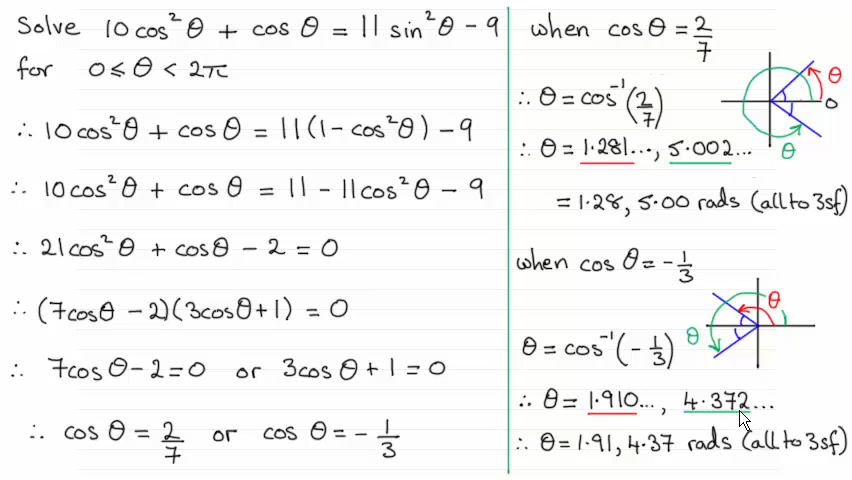 Solve 10cos²θ + cos θ = 11 sin²θ - 9
for 0 ≤ θ < 2π
∴ 10cos²θ + cosθ = 11(1 - cos²θ) - 9
∴ 10cos²θ + cosθ = 11 - 11cos²θ - 9
∴ 21cos²θ + cosθ - 2 = 0
∴ (7cosθ - 2)(3cosθ + 1) = 0
∴ 7cosθ - 2 = 0 or 3cosθ + 1 = 0
∴ cosθ = 2/7 or cosθ = - 1/3
when cosθ = 2/7
∴ θ = cos⁻¹(2/7)
θ
0
θ
∴ θ = 1.281..., 5.002...
= 1.28, 5.00 rads (all to 3sf)
when cos θ = - 1/3
θ
θ
θ = cos⁻¹(- 1/3)
∴ θ = 1.910..., 4.372...
∴ θ = 1.91, 4.37 rads (all to 3sf)